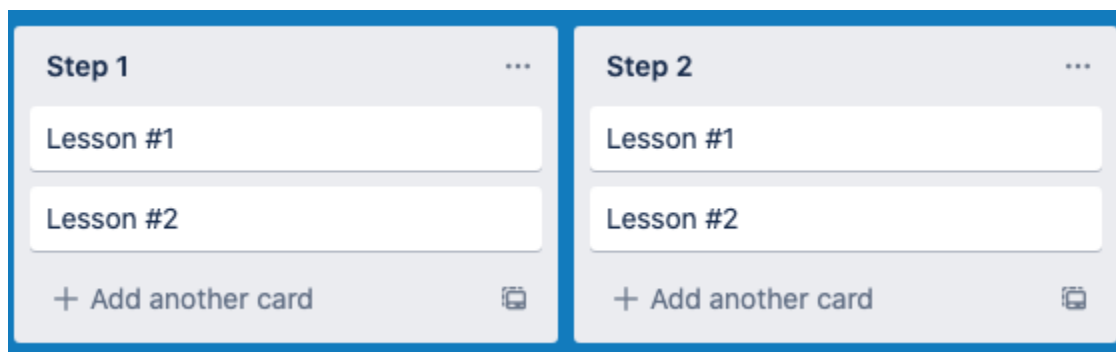 Step 1
Lesson #1
Lesson #2
+ Add another card
Step 2
Lesson #1
Lesson #2
+ Add another card